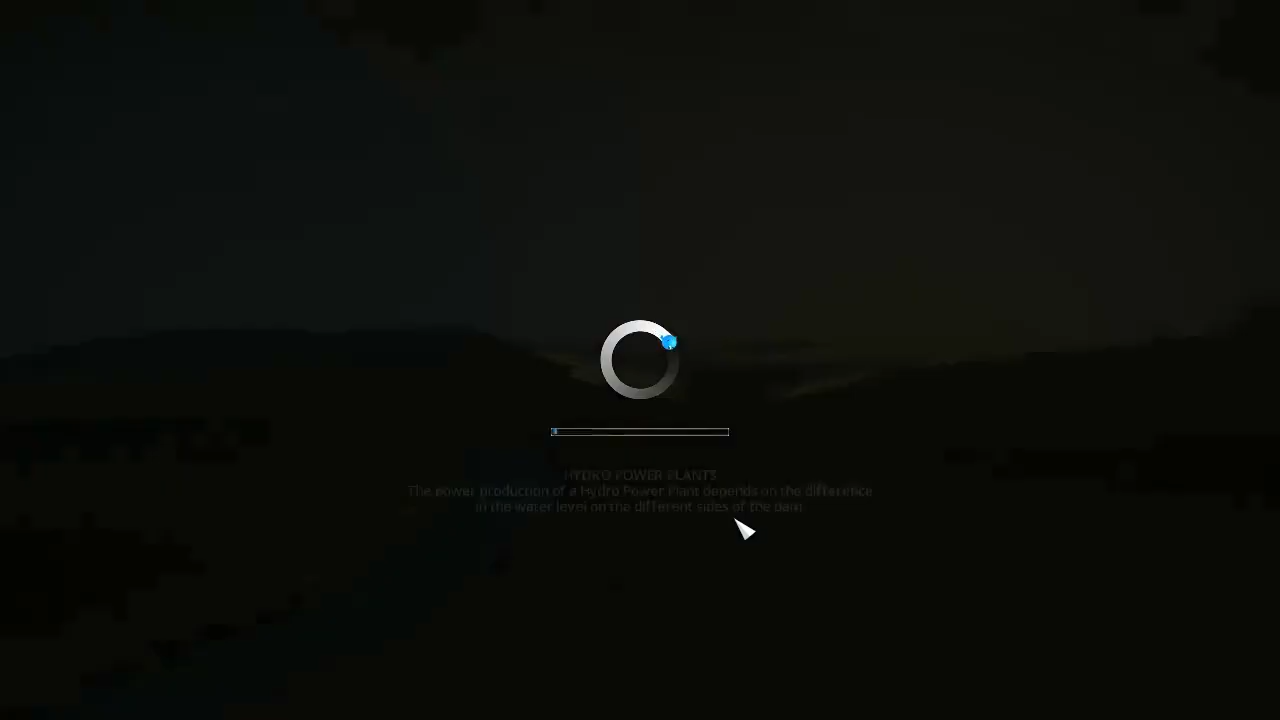 HYDRO POWER PLANTS
The power production of a Hydro Power Plant depends on the difference
in the water level on the different sides of the dam